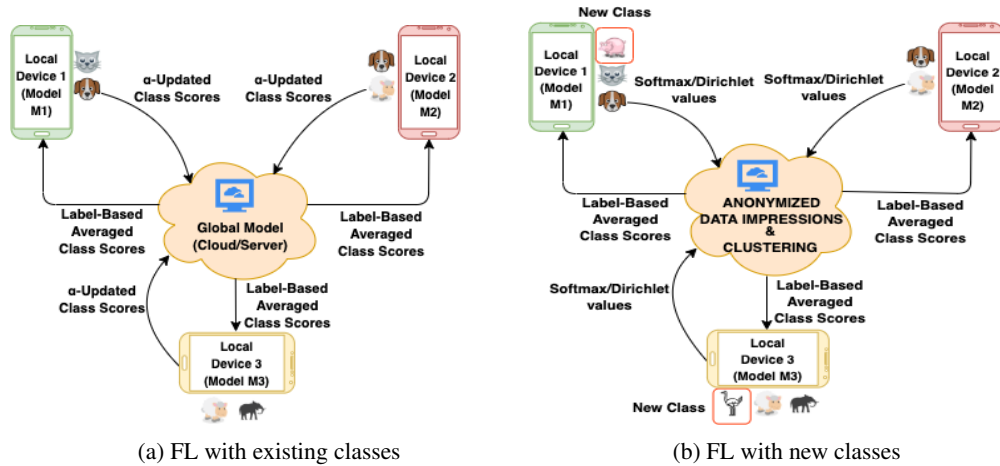 Local
Device 1
(Model
M1)
α-Updated
Class Scores
α-Updated
Class Scores
Local
Device 2
(Model
M2)
Label-Based
Averaged
Class Scores
Global Model
(Cloud/Server)
Label-Based
Averaged
Class Scores
α-Updated
Class Scores
Label-Based
Averaged
Class Scores
Local
Device 3
(Model M3)
(a) FL with existing classes
New Class
Local
Device 1
(Model
M1)
Softmax/Dirichlet
values
Softmax/Dirichlet
values
Local
Device 2
(Model
M2)
Label-Based
Averaged
Class Scores
ANONYMIZED
DATA IMPRESSIONS
&
CLUSTERING
Label-Based
Averaged
Class Scores
Softmax/Dirichlet
values
Label-Based
Averaged
Class Scores
Local
Device 3
(Model M3)
New Class
(b) FL with new classes